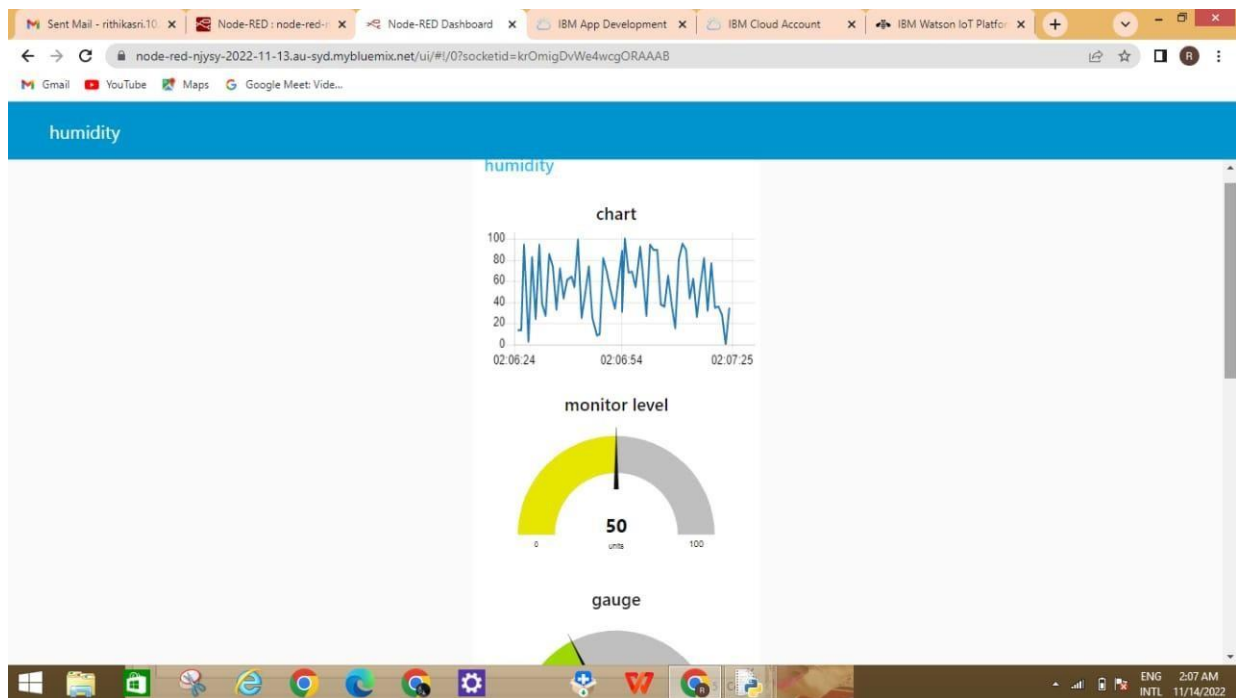 Sent Mail - rithikasri.10
Node-RED : node-red-n
Node-RED Dashboard
IBM App Development
IBM Cloud Account
IBM Watson IoT Platfor
node-red-njysy-2022-11-13.au-syd.mybluemix.net/ui/#!/0?socketid=krOmigDvWe4wcgORAAAB
R
Gmail YouTube Maps Google Meet: Vide...
humidity
humidity
chart
100
80
60
40
20
0
02:06:24 02:06:54 02:07:25
monitor level
50
0 units 100
gauge
ENG 2:07 AM
INTL 11/14/2022